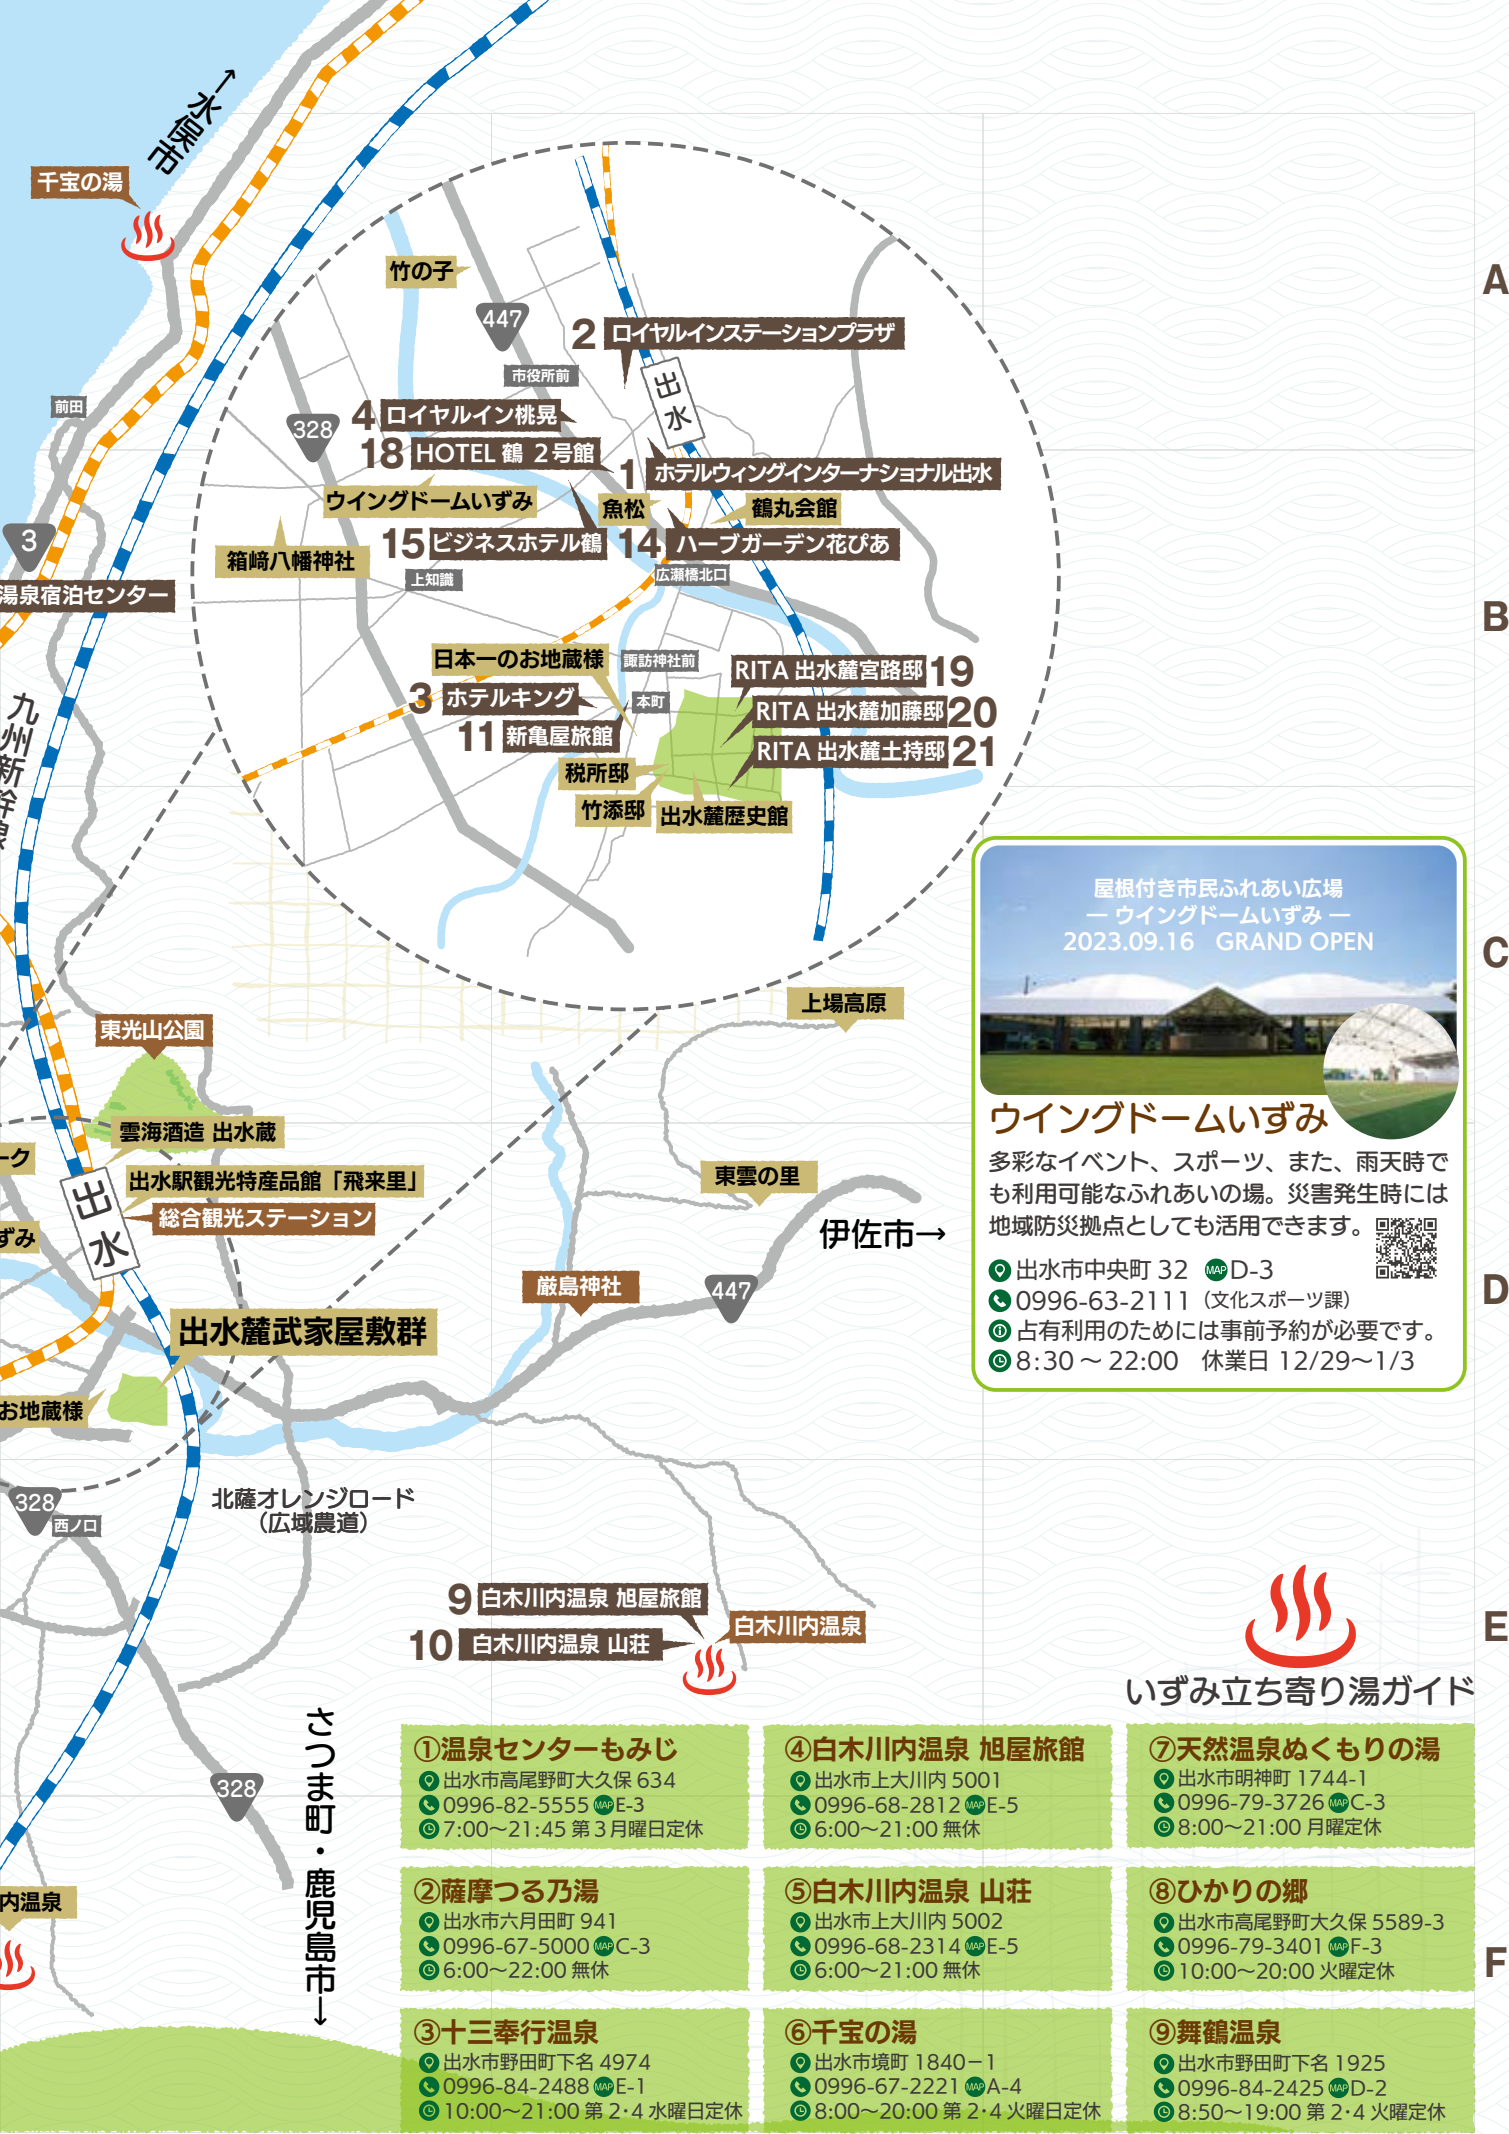 ←水俣市
千宝の湯
A
竹の子
447
2 ロイヤルインステーションプラザ
市役所前
出水
前田
4 ロイヤルイン桃晃
328
18 HOTEL 鶴 2号館
1 ホテルウィングインターナショナル出水
ウイングドームいずみ
魚松
鶴丸会館
3
15 ビジネスホテル鶴
14 ハーブガーデン花ぴあ
箱崎八幡神社
上知識
広瀬橋北口
湯泉宿泊センター
B
日本一のお地蔵様
諏訪神社前
RITA 出水麓宮路邸 19
3 ホテルキング
本町
RITA 出水麓加藤邸 20
11 新亀屋旅館
RITA 出水麓土持邸 21
九州新幹線
税所邸
竹添邸
出水麓歴史館
屋根付き市民ふれあい広場
― ウイングドームいずみ ―
2023.09.16 GRAND OPEN
C
上場高原
東光山公園
ウイングドームいずみ
多彩なイベント、スポーツ、また、雨天時で
も利用可能なふれあいの場。災害発生時には
地域防災拠点としても活用できます。
出水市中央町 32 MAP D-3
0996-63-2111（文化スポーツ課）
占有利用のためには事前予約が必要です。
8:30 ～ 22:00 休業日 12/29～1/3
雲海酒造 出水蔵
ーク
出水駅観光特産品館「飛来里」
東雲の里
出水
総合観光ステーション
ずみ
伊佐市→
厳島神社
447
D
出水麓武家屋敷群
お地蔵様
328
西ノ口
北薩オレンジロード
（広域農道）
9 白木川内温泉 旭屋旅館
白木川内温泉
10 白木川内温泉 山荘
E
いずみ立ち寄り湯ガイド
さつま町・鹿児島市→
328
内温泉
F
①温泉センターもみじ
出水市高尾野町大久保 634
0996-82-5555 MAP E-3
7:00～21:45 第３月曜日定休
②薩摩つる乃湯
出水市六月田町 941
0996-67-5000 MAP C-3
6:00～22:00 無休
③十三奉行温泉
出水市野田町下名 4974
0996-84-2488 MAP E-1
10:00～21:00 第 2･4 水曜日定休
④白木川内温泉 旭屋旅館
出水市上大川内 5001
0996-68-2812 MAP E-5
6:00～21:00 無休
⑤白木川内温泉 山荘
出水市上大川内 5002
0996-68-2314 MAP E-5
6:00～21:00 無休
⑥千宝の湯
出水市境町 1840－1
0996-67-2221 MAP A-4
8:00～20:00 第 2･4 火曜日定休
⑦天然温泉ぬくもりの湯
出水市明神町 1744-1
0996-79-3726 MAP C-3
8:00～21:00 月曜定休
⑧ひかりの郷
出水市高尾野町大久保 5589-3
0996-79-3401 MAP F-3
10:00～20:00 火曜定休
⑨舞鶴温泉
出水市野田町下名 1925
0996-84-2425 MAP D-2
8:50～19:00 第 2･4 火曜定休